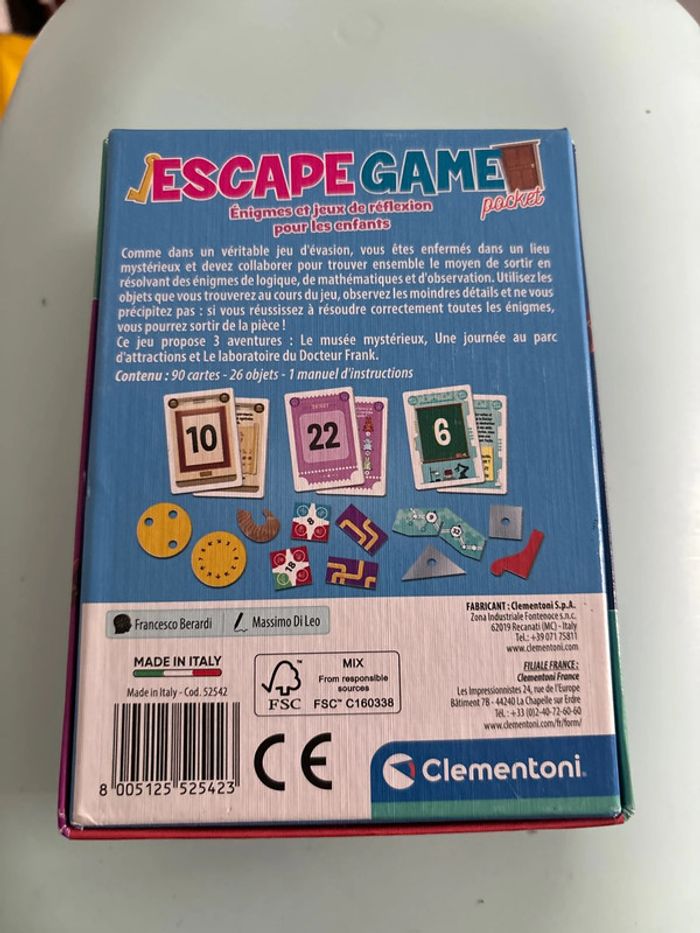 ESCAPE GAME
pocket
Énigmes et jeux de réflexion
pour les enfants
Comme dans un véritable jeu d'évasion, vous êtes enfermés dans un lieu
mystérieux et devez collaborer pour trouver ensemble le moyen de sortir en
résolvant des énigmes de logique, de mathématiques et d'observation. Utilisez les
objets que vous trouverez au cours du jeu, observez les moindres détails et ne vous
précipitez pas : si vous réussissez à résoudre correctement toutes les énigmes,
vous pourrez sortir de la pièce !
Ce jeu propose 3 aventures : Le musée mystérieux, Une journée au parc
d'attractions et Le laboratoire du Docteur Frank.
Contenu : 90 cartes - 26 objets - 1 manuel d'instructions
10
TICKET
22
6
8
18
Francesco Berardi
Massimo Di Leo
FABRICANT : Clementoni S.p.A.
Zona Industriale Fontenoce s.n.c.
62019 Recanati (MC) - Italy
Tel.: +39 071 75811
www.clementoni.com
FILIALE FRANCE :
Clementoni France
Les Impressionnistes 24, rue de l'Europe
Bâtiment 7B - 44240 La Chapelle sur Erdre
Tél. : +33 (0)2-40-72-60-60
www.clementoni.com/fr/form/
MADE IN ITALY
Made in Italy - Cod. 52542
8 005125 525423
FSC
MIX
From responsible
sources
FSC™ C160338
CE
Clementoni®